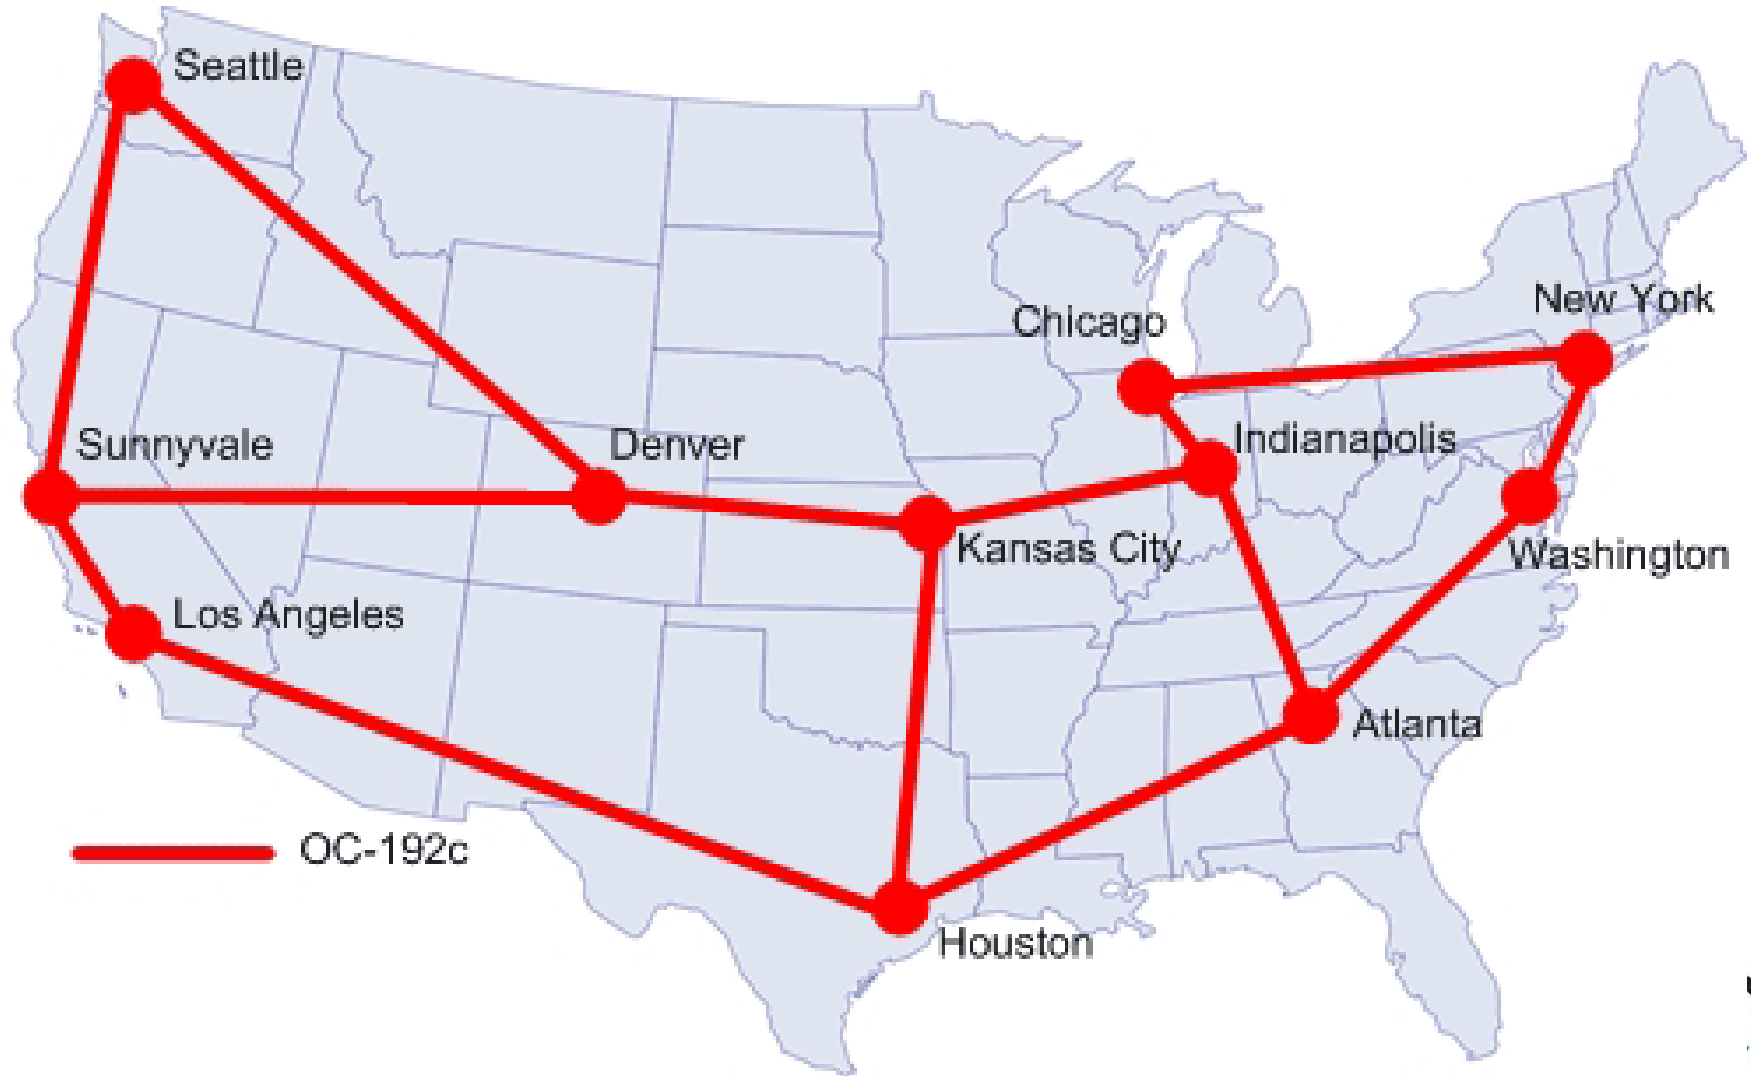 Seattle
New York
Chicago
Sunnyvale
Denver
Indianapolis
Kansas City
Washington
Los Angeles
Atlanta
OC-192c
Houston